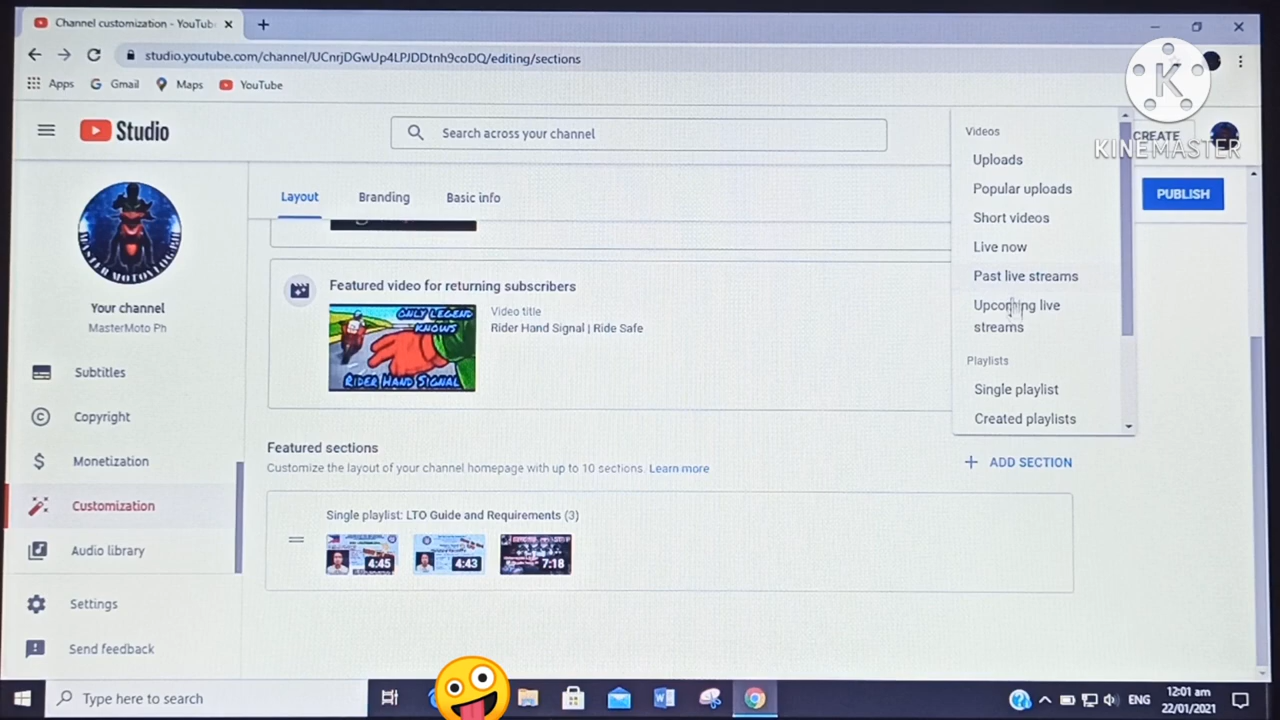 Channel customization - YouTub
studio.youtube.com/channel/UCnrjDGwUp4LPJDDtnh9coDQ/editing/sections
Apps
Gmail
Maps
YouTube
KINEMASTER
K
Studio
Search across your channel
CREATE
Layout
Branding
Basic info
PUBLISH
MASTER MOTOVLOG.PH
Your channel
MasterMoto Ph
Subtitles
Copyright
Monetization
Customization
Audio library
Settings
Send feedback
Featured video for returning subscribers
ONLY LEGEND
KNOWS
RIDER HAND SIGNAL
Video title
Rider Hand Signal | Ride Safe
Videos
Uploads
Popular uploads
Short videos
Live now
Past live streams
Upcoming live
streams
Playlists
Single playlist
Created playlists
Featured sections
Customize the layout of your channel homepage with up to 10 sections. Learn more
+ ADD SECTION
Single playlist: LTO Guide and Requirements (3)
4:45
4:43
7:18
Type here to search
ENG
12:01 am
22/01/2021